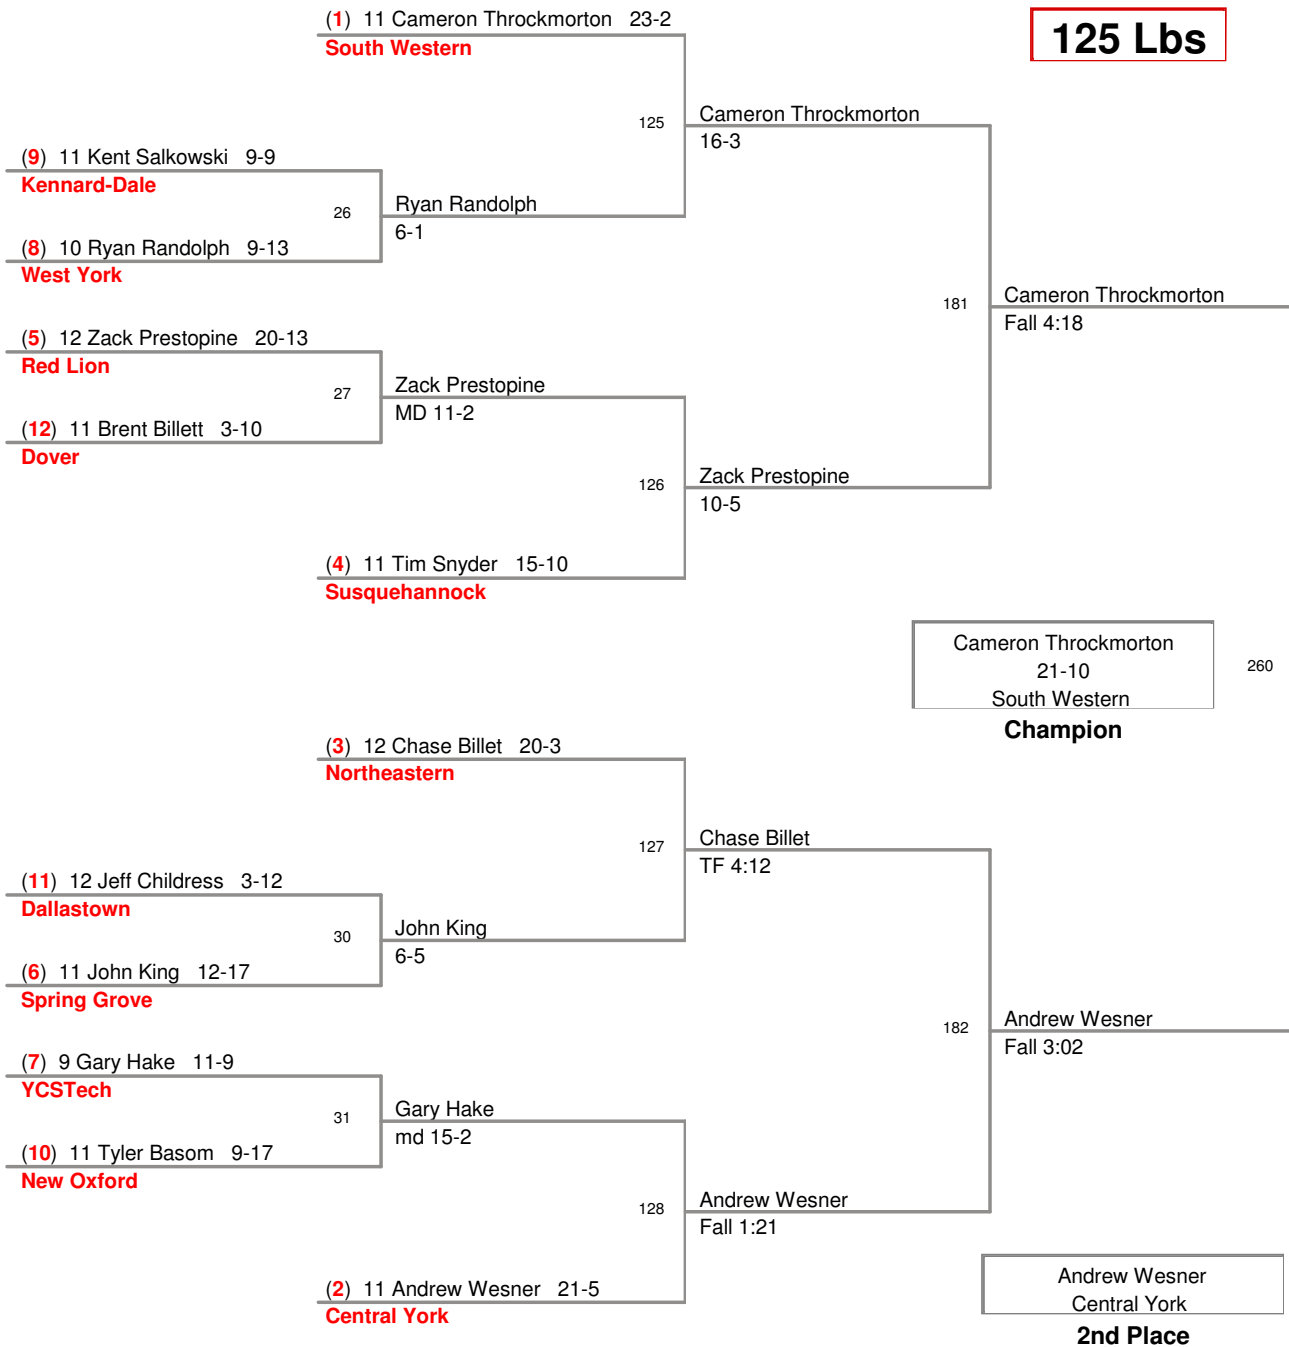 (1) 11 Cameron Throckmorton 23-2
South Western
125 Lbs
125
Cameron Throckmorton
16-3
(9) 11 Kent Salkowski 9-9
Kennard-Dale
26
Ryan Randolph
6-1
(8) 10 Ryan Randolph 9-13
West York
181
Cameron Throckmorton
Fall 4:18
(5) 12 Zack Prestopine 20-13
Red Lion
27
Zack Prestopine
MD 11-2
(12) 11 Brent Billett 3-10
Dover
126
Zack Prestopine
10-5
(4) 11 Tim Snyder 15-10
Susquehannock
Cameron Throckmorton
21-10
South Western
260
Champion
(3) 12 Chase Billet 20-3
Northeastern
127
Chase Billet
TF 4:12
(11) 12 Jeff Childress 3-12
Dallastown
30
John King
6-5
(6) 11 John King 12-17
Spring Grove
182
Andrew Wesner
Fall 3:02
(7) 9 Gary Hake 11-9
YCSTech
31
Gary Hake
md 15-2
(10) 11 Tyler Basom 9-17
New Oxford
128
Andrew Wesner
Fall 1:21
(2) 11 Andrew Wesner 21-5
Central York
Andrew Wesner
Central York
2nd Place